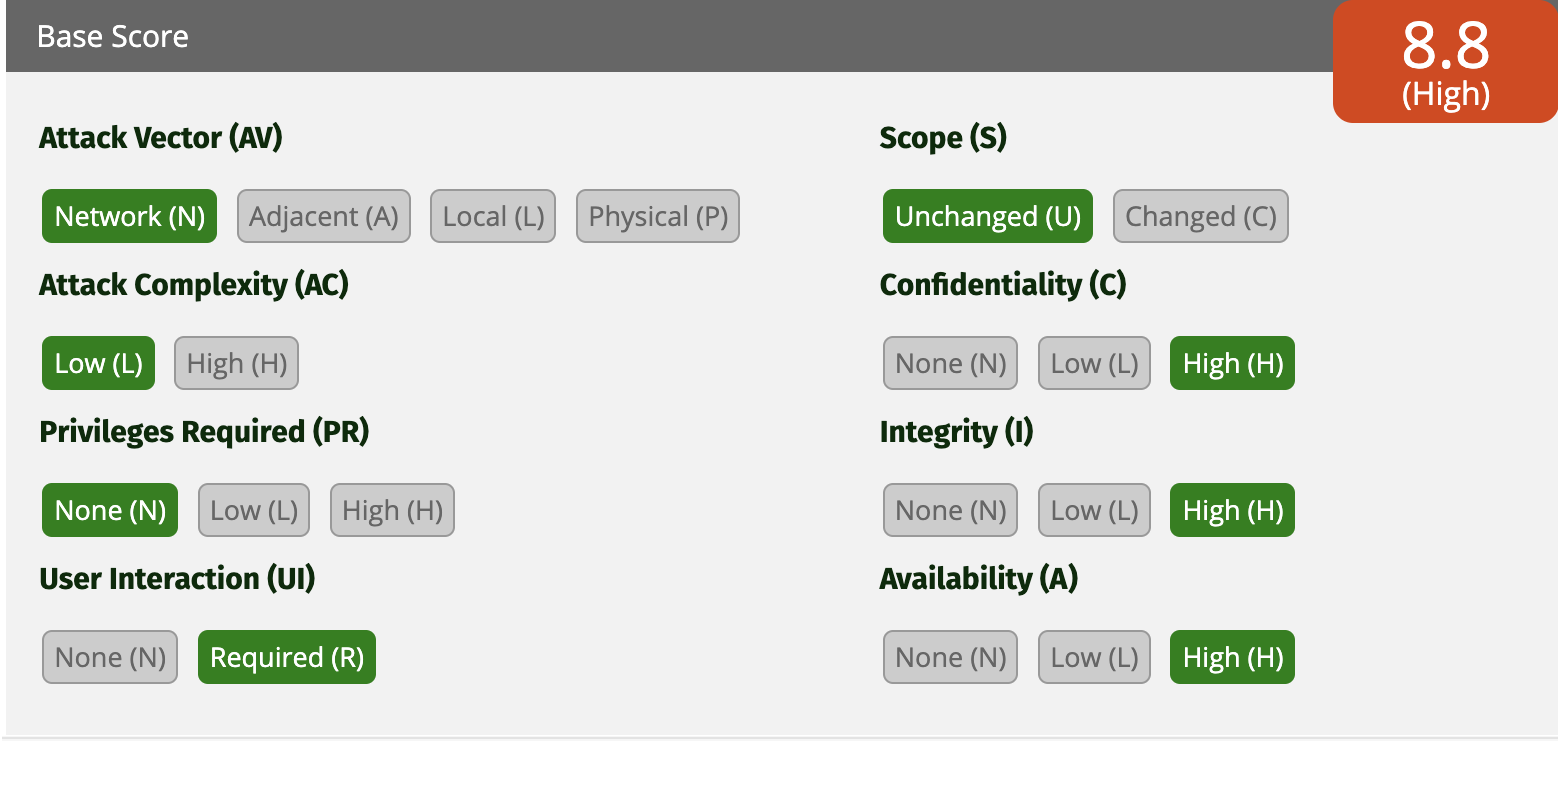 Base Score
8.8
(High)
Attack Vector (AV)
Network (N) Adjacent (A) Local (L) Physical (P)
Attack Complexity (AC)
Low (L) High (H)
Privileges Required (PR)
None (N) Low (L) High (H)
User Interaction (UI)
None (N) Required (R)
Scope (S)
Unchanged (U) Changed (C)
Confidentiality (C)
None (N) Low (L) High (H)
Integrity (I)
None (N) Low (L) High (H)
Availability (A)
None (N) Low (L) High (H)